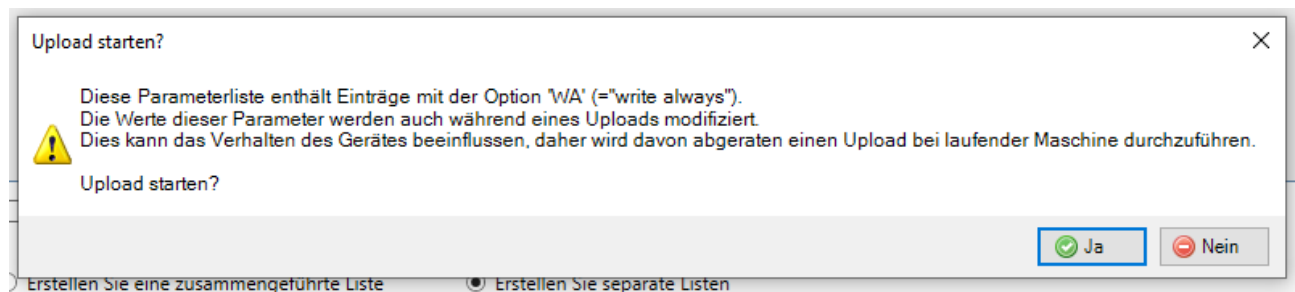 Upload starten?
Diese Parameterliste enthält Einträge mit der Option 'WA' (="write always").
Die Werte dieser Parameter werden auch während eines Uploads modifiziert.
Dies kann das Verhalten des Gerätes beeinflussen, daher wird davon abgeraten einen Upload bei laufender Maschine durchzuführen.
Upload starten?
Ja Nein
Erstellen Sie eine zusammengeführte Liste Erstellen Sie separate Listen